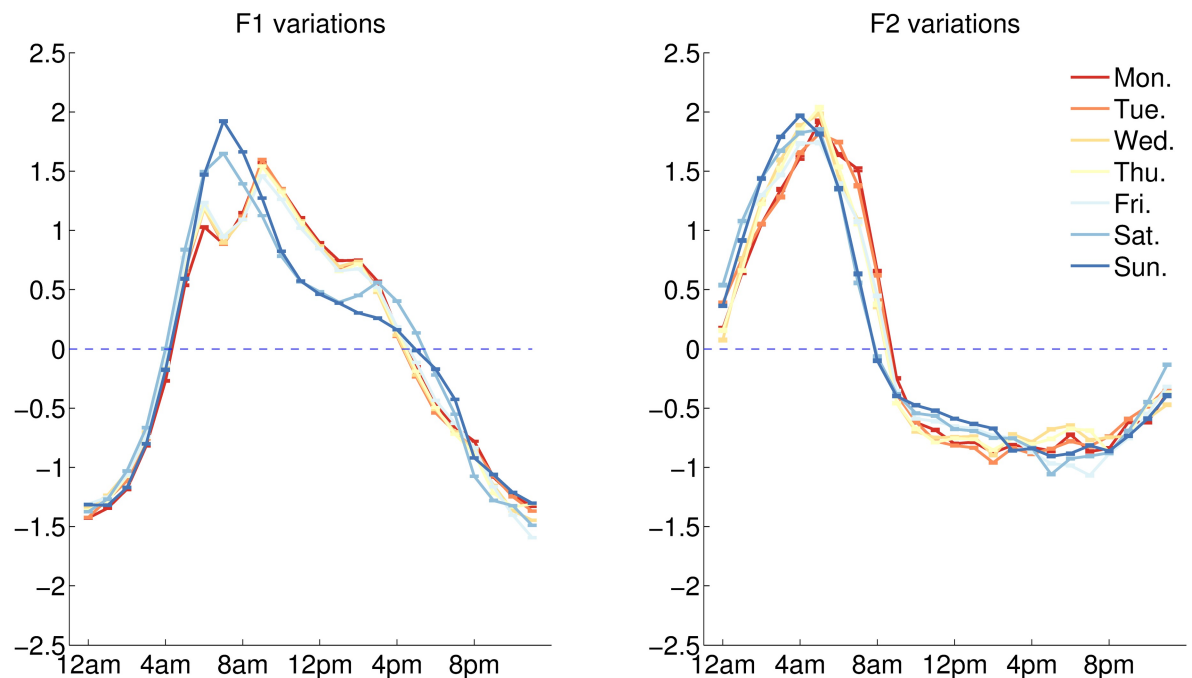 F1 variations
2.5
2
1.5
1
0.5
0
−0.5
−1
−1.5
−2
−2.5
12am 4am 8am 12pm 4pm 8pm
F2 variations
2.5
2
1.5
1
0.5
0
−0.5
−1
−1.5
−2
−2.5
12am 4am 8am 12pm 4pm 8pm
Mon.
Tue.
Wed.
Thu.
Fri.
Sat.
Sun.